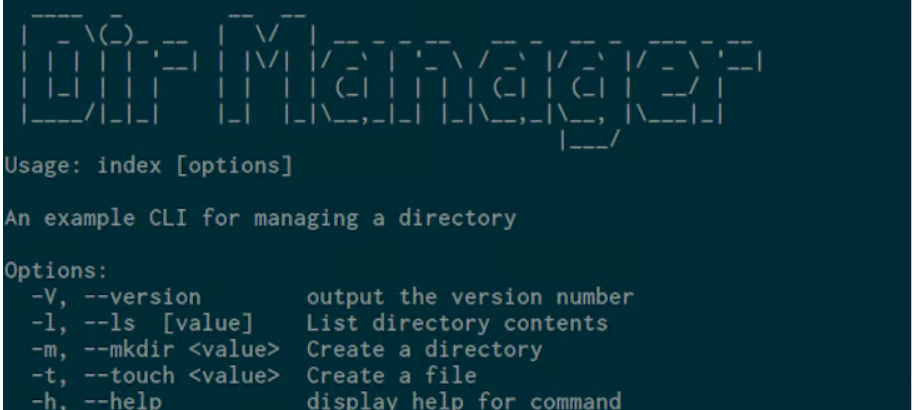 Dir Manager
Usage: index [options]
An example CLI for managing a directory
Options:
-V, --version output the version number
-l, --ls [value] List directory contents
-m, --mkdir <value> Create a directory
-t, --touch <value> Create a file
-h, --help display help for command